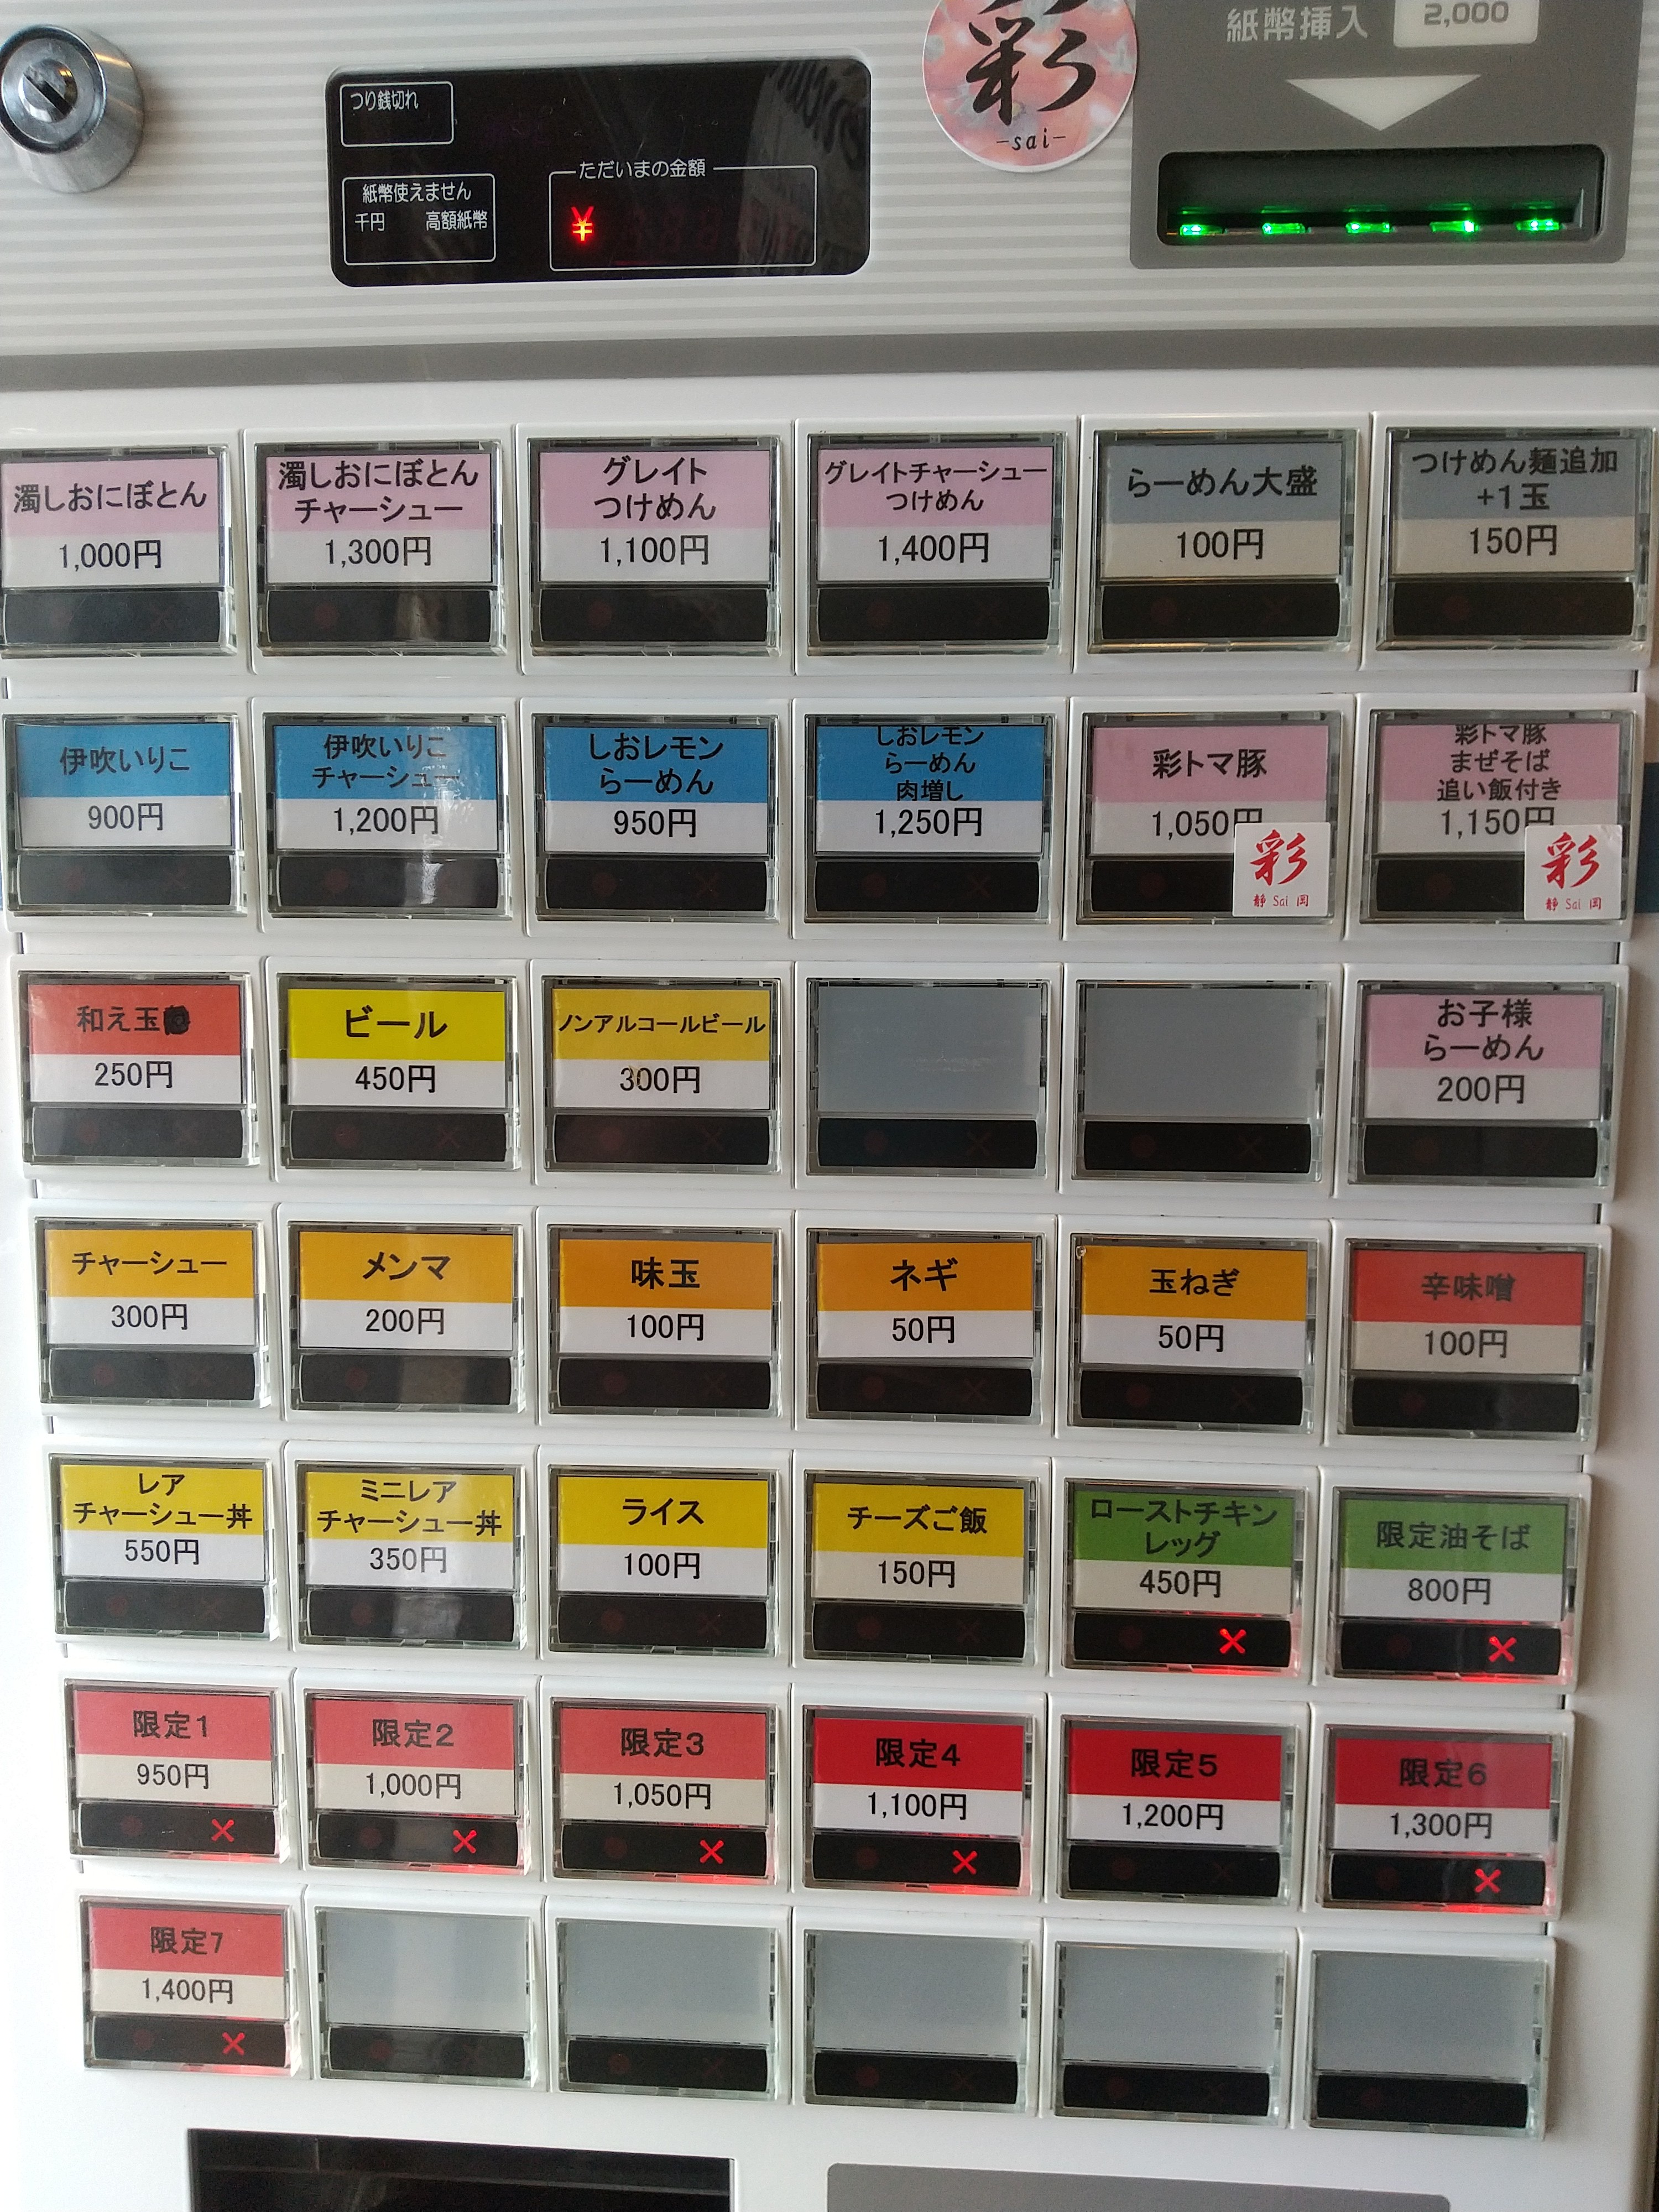 紙幣挿入
2,000
彩
-sai-
つり銭切れ
紙幣使えません
千円 高額紙幣
ただいまの金額
¥
濁しおにぼとん
1,000円
濁しおにぼとん
チャーシュー
1,300円
グレイト
つけめん
1,100円
グレイトチャーシュー
つけめん
1,400円
らーめん大盛
100円
つけめん麺追加
+1玉
150円
伊吹いりこ
900円
伊吹いりこ
チャーシュー
1,200円
しおレモン
らーめん
950円
しおレモン
らーめん
肉増し
1,250円
彩トマ豚
1,050円
彩
静 Sai 岡
彩トマ豚
まぜそば
追い飯付き
1,150円
彩
静 Sai 岡
和え玉
250円
ビール
450円
ノンアルコールビール
300円
お子様
らーめん
200円
チャーシュー
300円
メンマ
200円
味玉
100円
ネギ
50円
玉ねぎ
50円
辛味噌
100円
レア
チャーシュー丼
550円
ミニレア
チャーシュー丼
350円
ライス
100円
チーズご飯
150円
ローストチキン
レッグ
450円
限定油そば
800円
限定1
950円
限定2
1,000円
限定3
1,050円
限定4
1,100円
限定5
1,200円
限定6
1,300円
限定7
1,400円